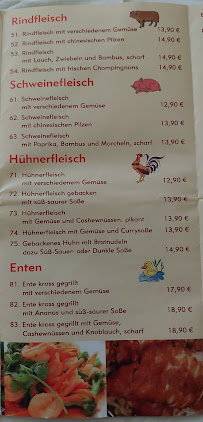 Rindfleisch
51. Rindfleisch mit verschiedenem Gemüse 13,90 €
52. Rindfleisch mit chinesischen Pilzen 14,90 €
53. Rindfleisch
mit Lauch, Zwiebeln und Bambus, scharf 13,90 €
54. Rindfleisch mit frischen Champingnons 13,90 €
Schweinefleisch
61. Schweinefleisch
mit verschiedenem Gemüse 12,90 €
62. Schweinefleisch
mit chinesischen Pilzen 12,90 €
63. Schweinefleisch
mit Paprika, Bambus und Morcheln, scharf 13,90 €
Hühnerfleisch
71. Hühnerfleisch
mit verschiedenem Gemüse 12,90 €
72. Hühnerfleisch gebacken
mit süß-saurer Soße 13,90 €
73. Hühnerfleisch
mit Gemüse und Cashewnüssen, pikant 13,90 €
74. Hühnerfleisch mit Gemüse und Currysoße 13,90 €
75. Gebackenes Huhn mit Bratnudeln
dazu Süß-Sauer- oder Dunkle Soße 14,90 €
Enten
81. Ente kross gegrillt
mit verschiedenem Gemüse 17,90 €
82. Ente kross gegrillt
mit Ananas und süß-saurer Soße 18,90 €
83. Ente kross gegrillt mit Gemüse,
Cashewnüssen und Knoblauch, scharf 18,90 €